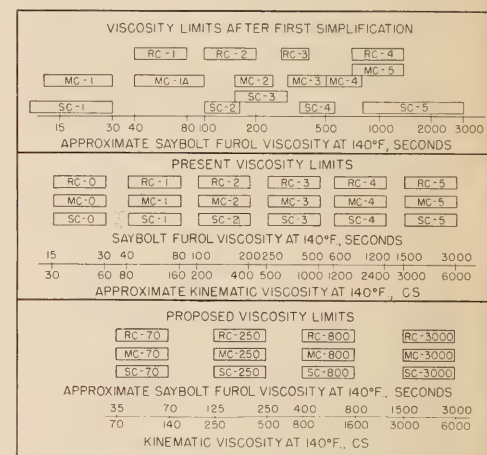 VISCOSITY LIMITS AFTER FIRST SIMPLIFICATION
RC-1 RC-2 RC-3 RC-4
MC-5
MC-1 MC-1A MC-2 MC-3 MC-4
SC-3
SC-1 SC-2 SC-4 SC-5
15 30 40 80 100 200 500 1000 2000 3000
APPROXIMATE SAYBOLT FUROL VISCOSITY AT 140°F, SECONDS
PRESENT VISCOSITY LIMITS
RC-0 RC-1 RC-2 RC-3 RC-4 RC-5
MC-0 MC-1 MC-2 MC-3 MC-4 MC-5
SC-0 SC-1 SC-2 SC-3 SC-4 SC-5
SAYBOLT FUROL VISCOSITY AT 140°F., SECONDS
15 30 40 80 100 200 250 500 600 1200 1500 3000
30 60 80 160 200 400 500 1000 1200 2400 3000 6000
APPROXIMATE KINEMATIC VISCOSITY AT 140°F., CS
PROPOSED VISCOSITY LIMITS
RC-70 RC-250 RC-800 RC-3000
MC-70 MC-250 MC-800 MC-3000
SC-70 SC-250 SC-800 SC-3000
APPROXIMATE SAYBOLT FUROL VISCOSITY AT 140°F., SECONDS
35 70 125 250 400 800 1500 3000
70 140 250 500 800 1600 3000 6000
KINEMATIC VISCOSITY AT 140°F., CS